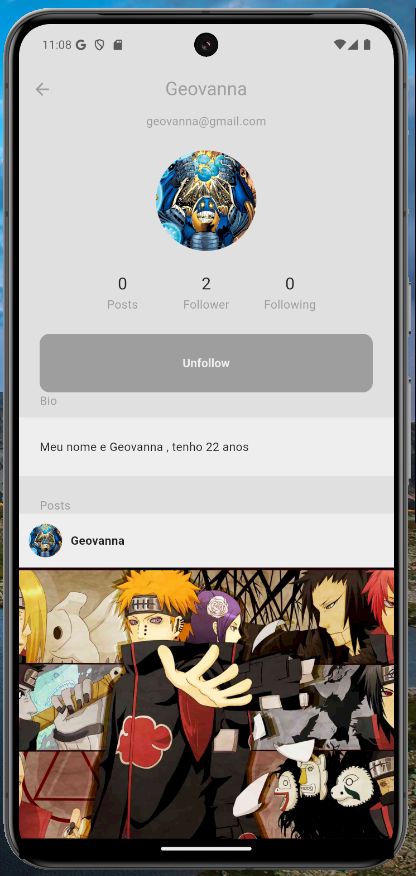 11:08
Geovanna
geovanna@gmail.com
0 2 0
Posts Follower Following
Unfollow
Bio
Meu nome e Geovanna , tenho 22 anos
Posts
Geovanna